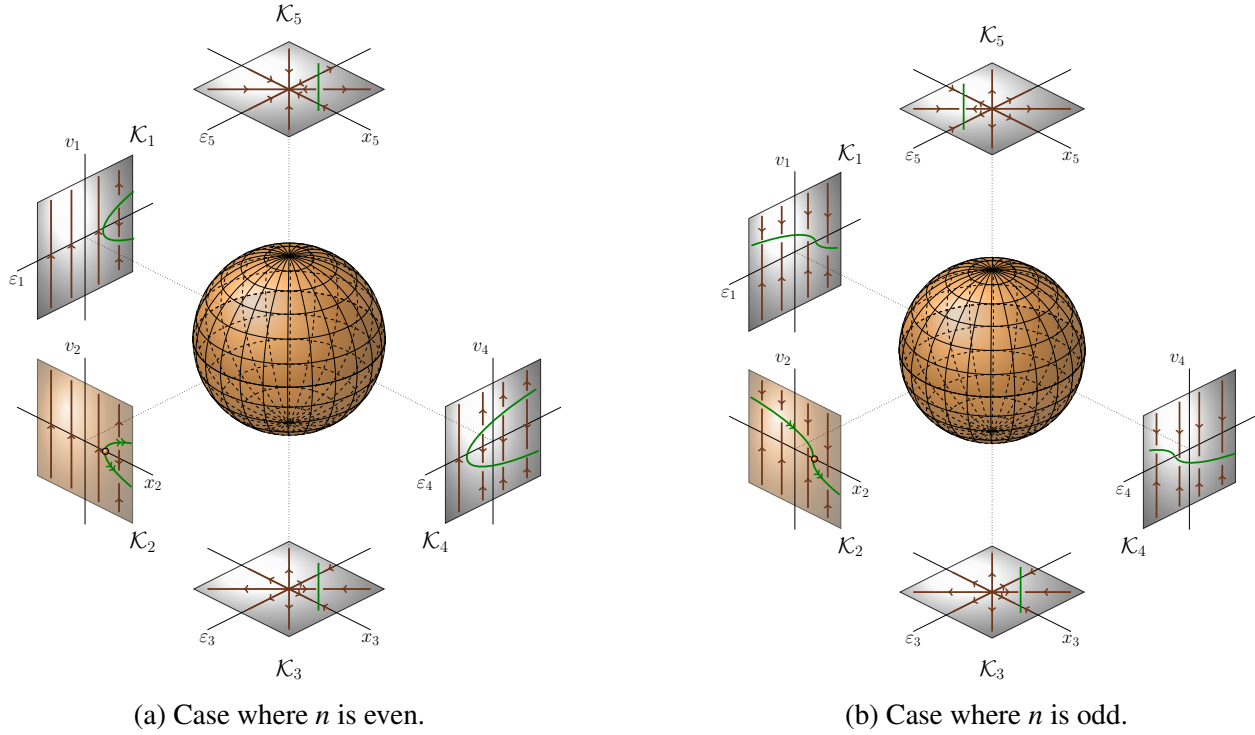 𝒦₅
ε₅
x₅
v₁
𝒦₁
ε₁
v₂
x₂
𝒦₂
v₄
ε₄
𝒦₄
ε₃
x₃
𝒦₃
(a) Case where n is even.
𝒦₅
ε₅
x₅
v₁
𝒦₁
ε₁
v₂
x₂
𝒦₂
v₄
ε₄
𝒦₄
ε₃
x₃
𝒦₃
(b) Case where n is odd.